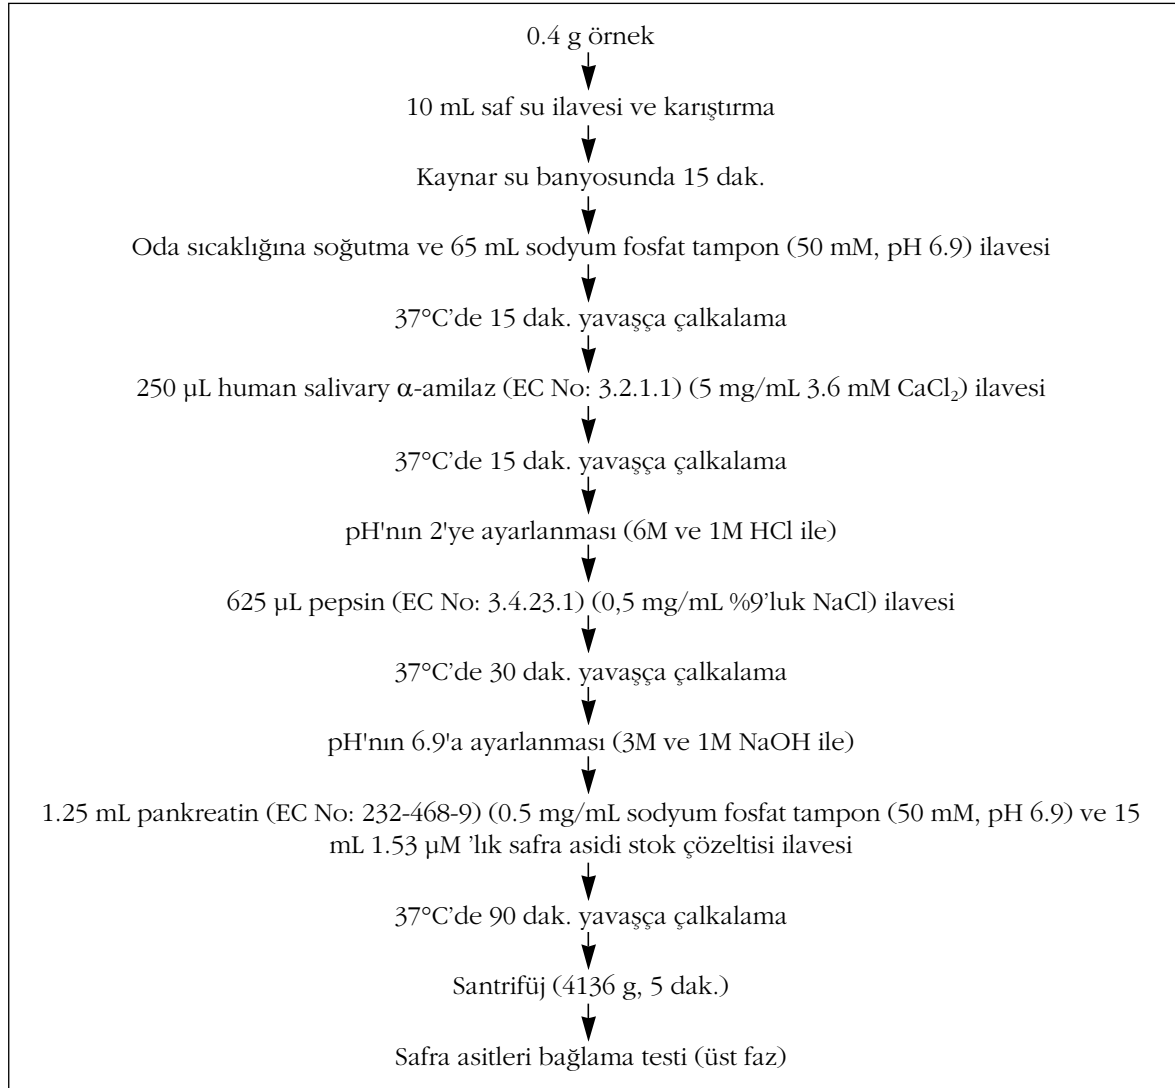 0.4 g örnek
10 mL saf su ilavesi ve karıştırma
Kaynar su banyosunda 15 dak.
Oda sıcaklığına soğutma ve 65 mL sodyum fosfat tampon (50 mM, pH 6.9) ilavesi
37°C’de 15 dak. yavaşça çalkalama
250 µL human salivary α-amilaz (EC No: 3.2.1.1) (5 mg/mL 3.6 mM CaCl₂) ilavesi
37°C’de 15 dak. yavaşça çalkalama
pH'nın 2'ye ayarlanması (6M ve 1M HCl ile)
625 µL pepsin (EC No: 3.4.23.1) (0,5 mg/mL %9’luk NaCl) ilavesi
37°C’de 30 dak. yavaşça çalkalama
pH'nın 6.9'a ayarlanması (3M ve 1M NaOH ile)
1.25 mL pankreatin (EC No: 232-468-9) (0.5 mg/mL sodyum fosfat tampon (50 mM, pH 6.9) ve 15
mL 1.53 µM ’lık safra asidi stok çözeltisi ilavesi
37°C’de 90 dak. yavaşça çalkalama
Santrifüj (4136 g, 5 dak.)
Safra asitleri bağlama testi (üst faz)